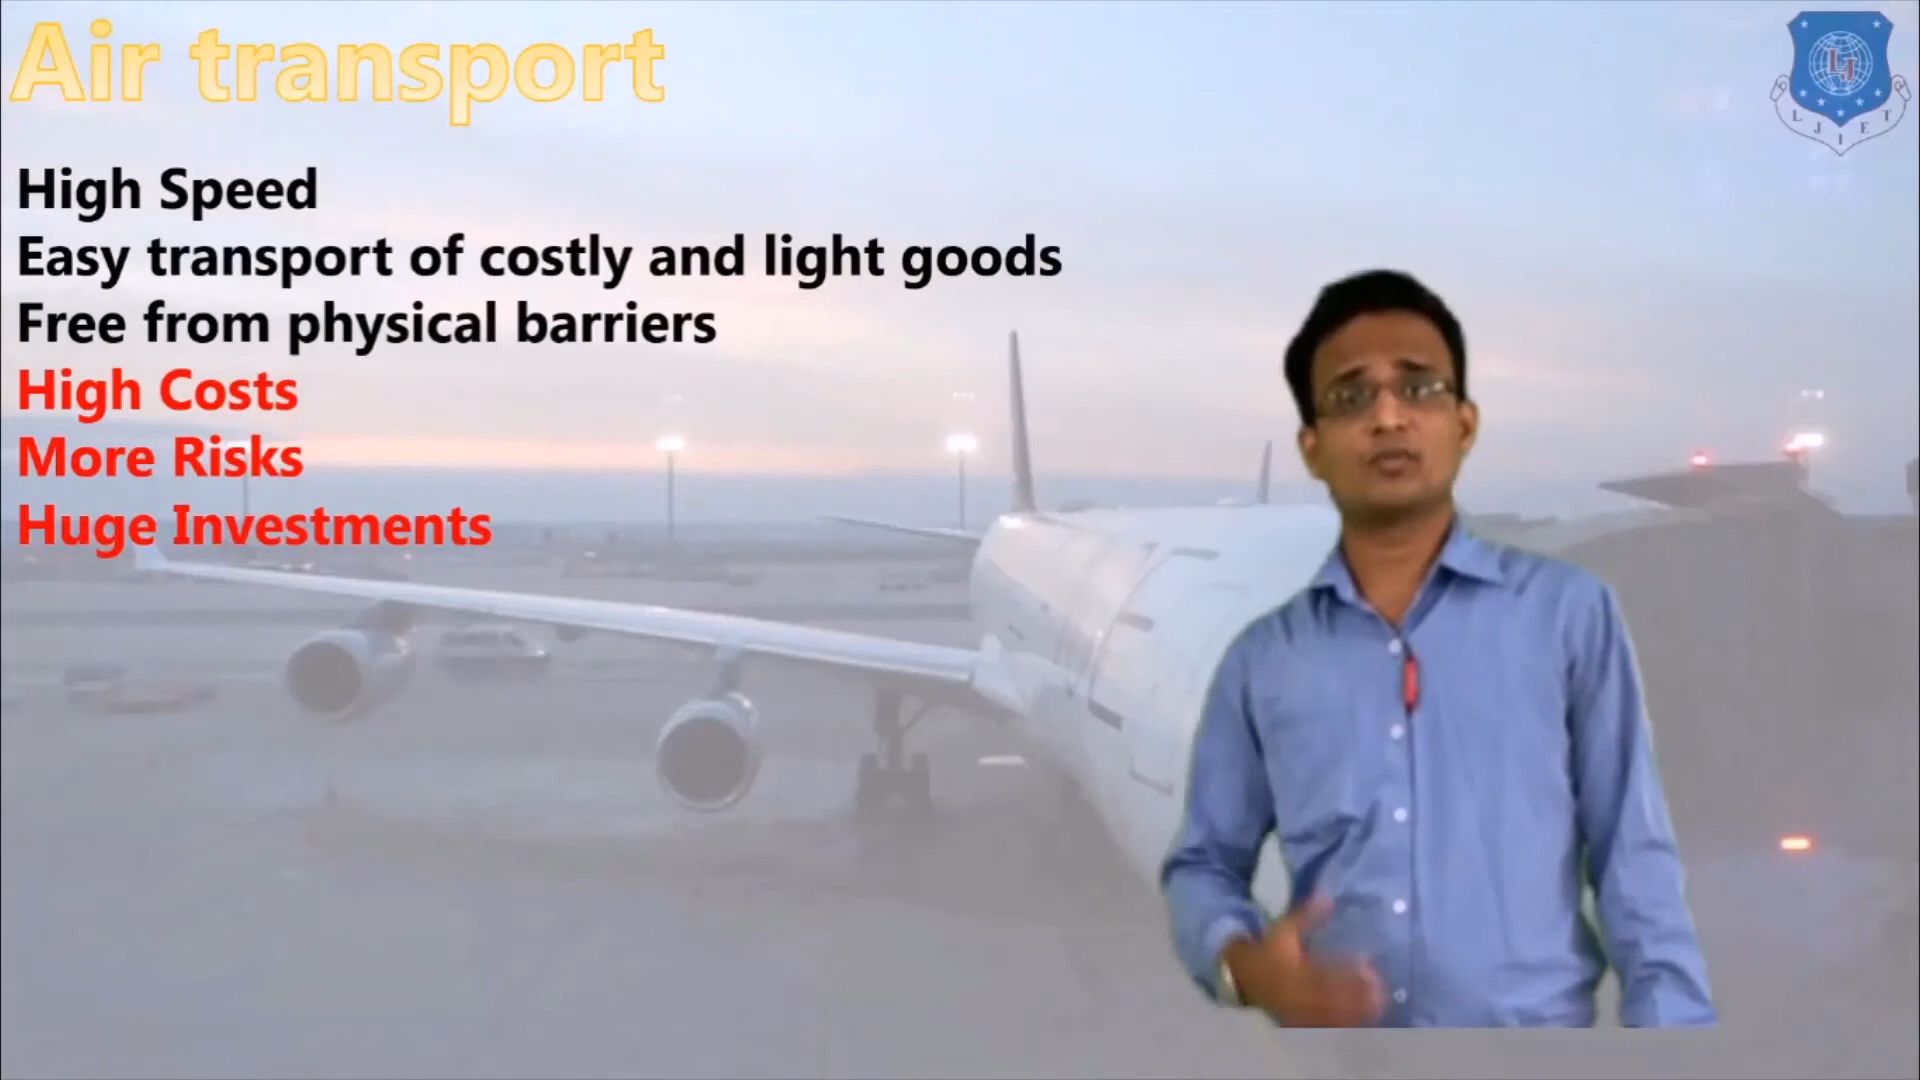 Air transport
High Speed
Easy transport of costly and light goods
Free from physical barriers
High Costs
More Risks
Huge Investments
LJ
LJIET